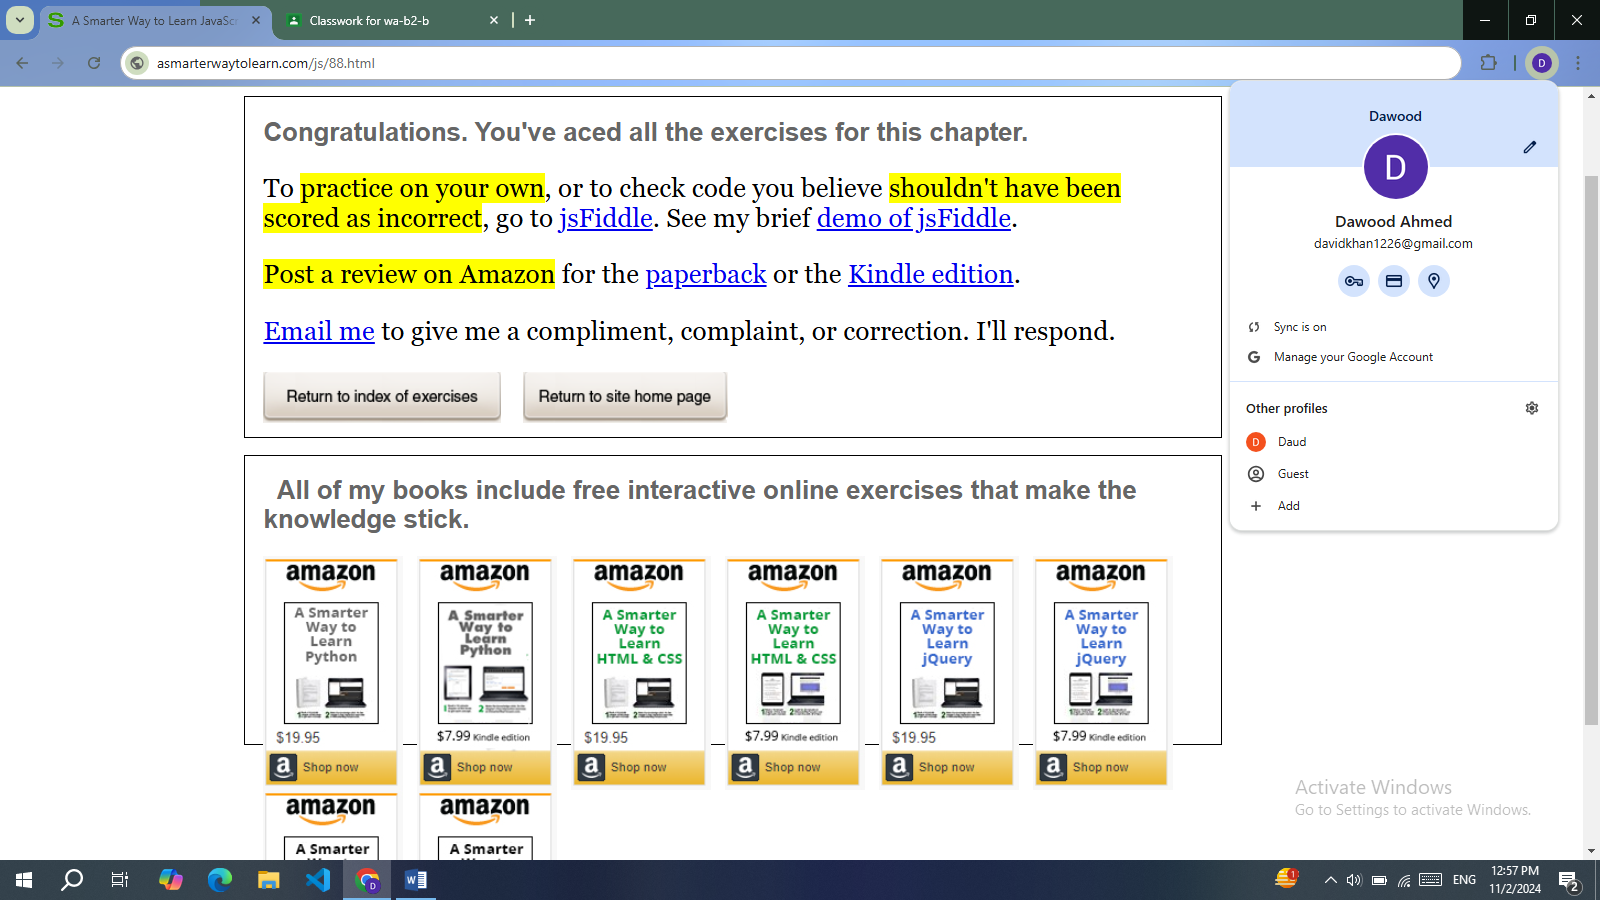 A Smarter Way to Learn JavaScr
Classwork for wa-b2-b
asmarterwaytolearn.com/js/88.html
D
Congratulations. You've aced all the exercises for this chapter.
To practice on your own, or to check code you believe shouldn't have been
scored as incorrect, go to jsFiddle. See my brief demo of jsFiddle.
Post a review on Amazon for the paperback or the Kindle edition.
Email me to give me a compliment, complaint, or correction. I'll respond.
Return to index of exercises
Return to site home page
Dawood
D
Dawood Ahmed
davidkhan1226@gmail.com
Sync is on
G Manage your Google Account
Other profiles
D Daud
Guest
Add
All of my books include free interactive online exercises that make the
knowledge stick.
amazon
A Smarter
Way to
Learn
Python
$19.95
a Shop now
amazon
A Smarter
Way to
Learn
Python
$7.99 Kindle edition
a Shop now
amazon
A Smarter
Way to
Learn
HTML & CSS
$19.95
a Shop now
amazon
A Smarter
Way to
Learn
HTML & CSS
$7.99 Kindle edition
a Shop now
amazon
A Smarter
Way to
Learn
jQuery
$19.95
a Shop now
amazon
A Smarter
Way to
Learn
jQuery
$7.99 Kindle edition
a Shop now
amazon
A Smarter
amazon
A Smarter
Activate Windows
Go to Settings to activate Windows.
D
W
1
ENG
12:57 PM
11/2/2024
2